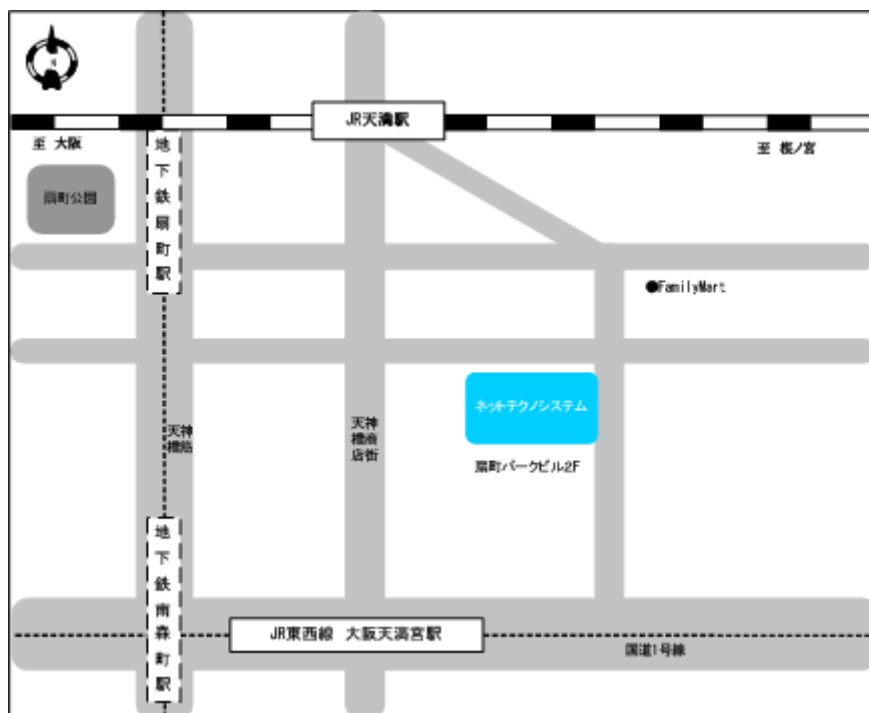 JR天満駅
至 大阪
至 桜ノ宮
扇町公園
地下鉄扇町駅
●FamilyMart
ネットテクノシステム
扇町パークビル2F
天神
橋筋
天神
橋商
店街
地下鉄南森町駅
JR東西線 大阪天満宮駅
国道1号線